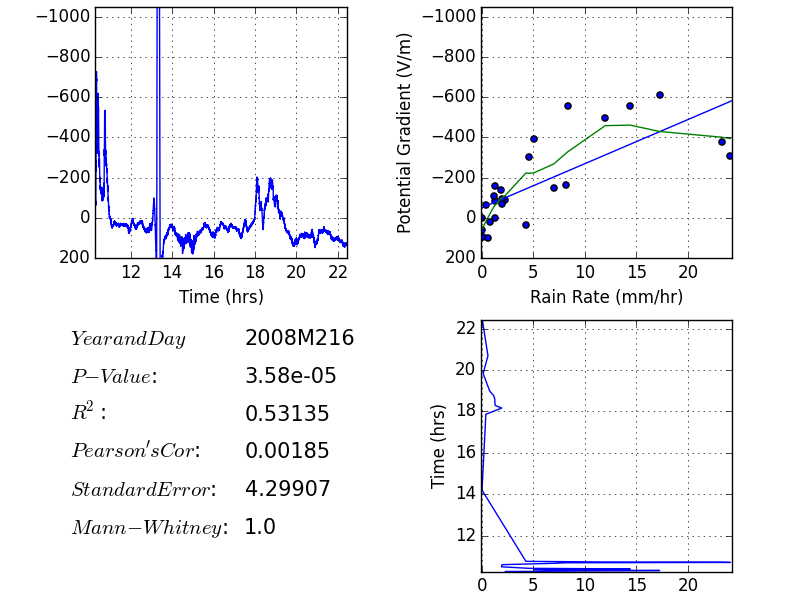 −1000
−800
−600
−400
−200
0
200
12 14 16 18 20 22
Time (hrs)
Potential Gradient (V/m)
−1000
−800
−600
−400
−200
0
200
0 5 10 15 20
Rain Rate (mm/hr)
YearandDay 2008M216
P−Value: 3.58e-05
R²: 0.53135
Pearson'sCor: 0.00185
StandardError: 4.29907
Mann−Whitney: 1.0
Time (hrs)
22
20
18
16
14
12
0 5 10 15 20